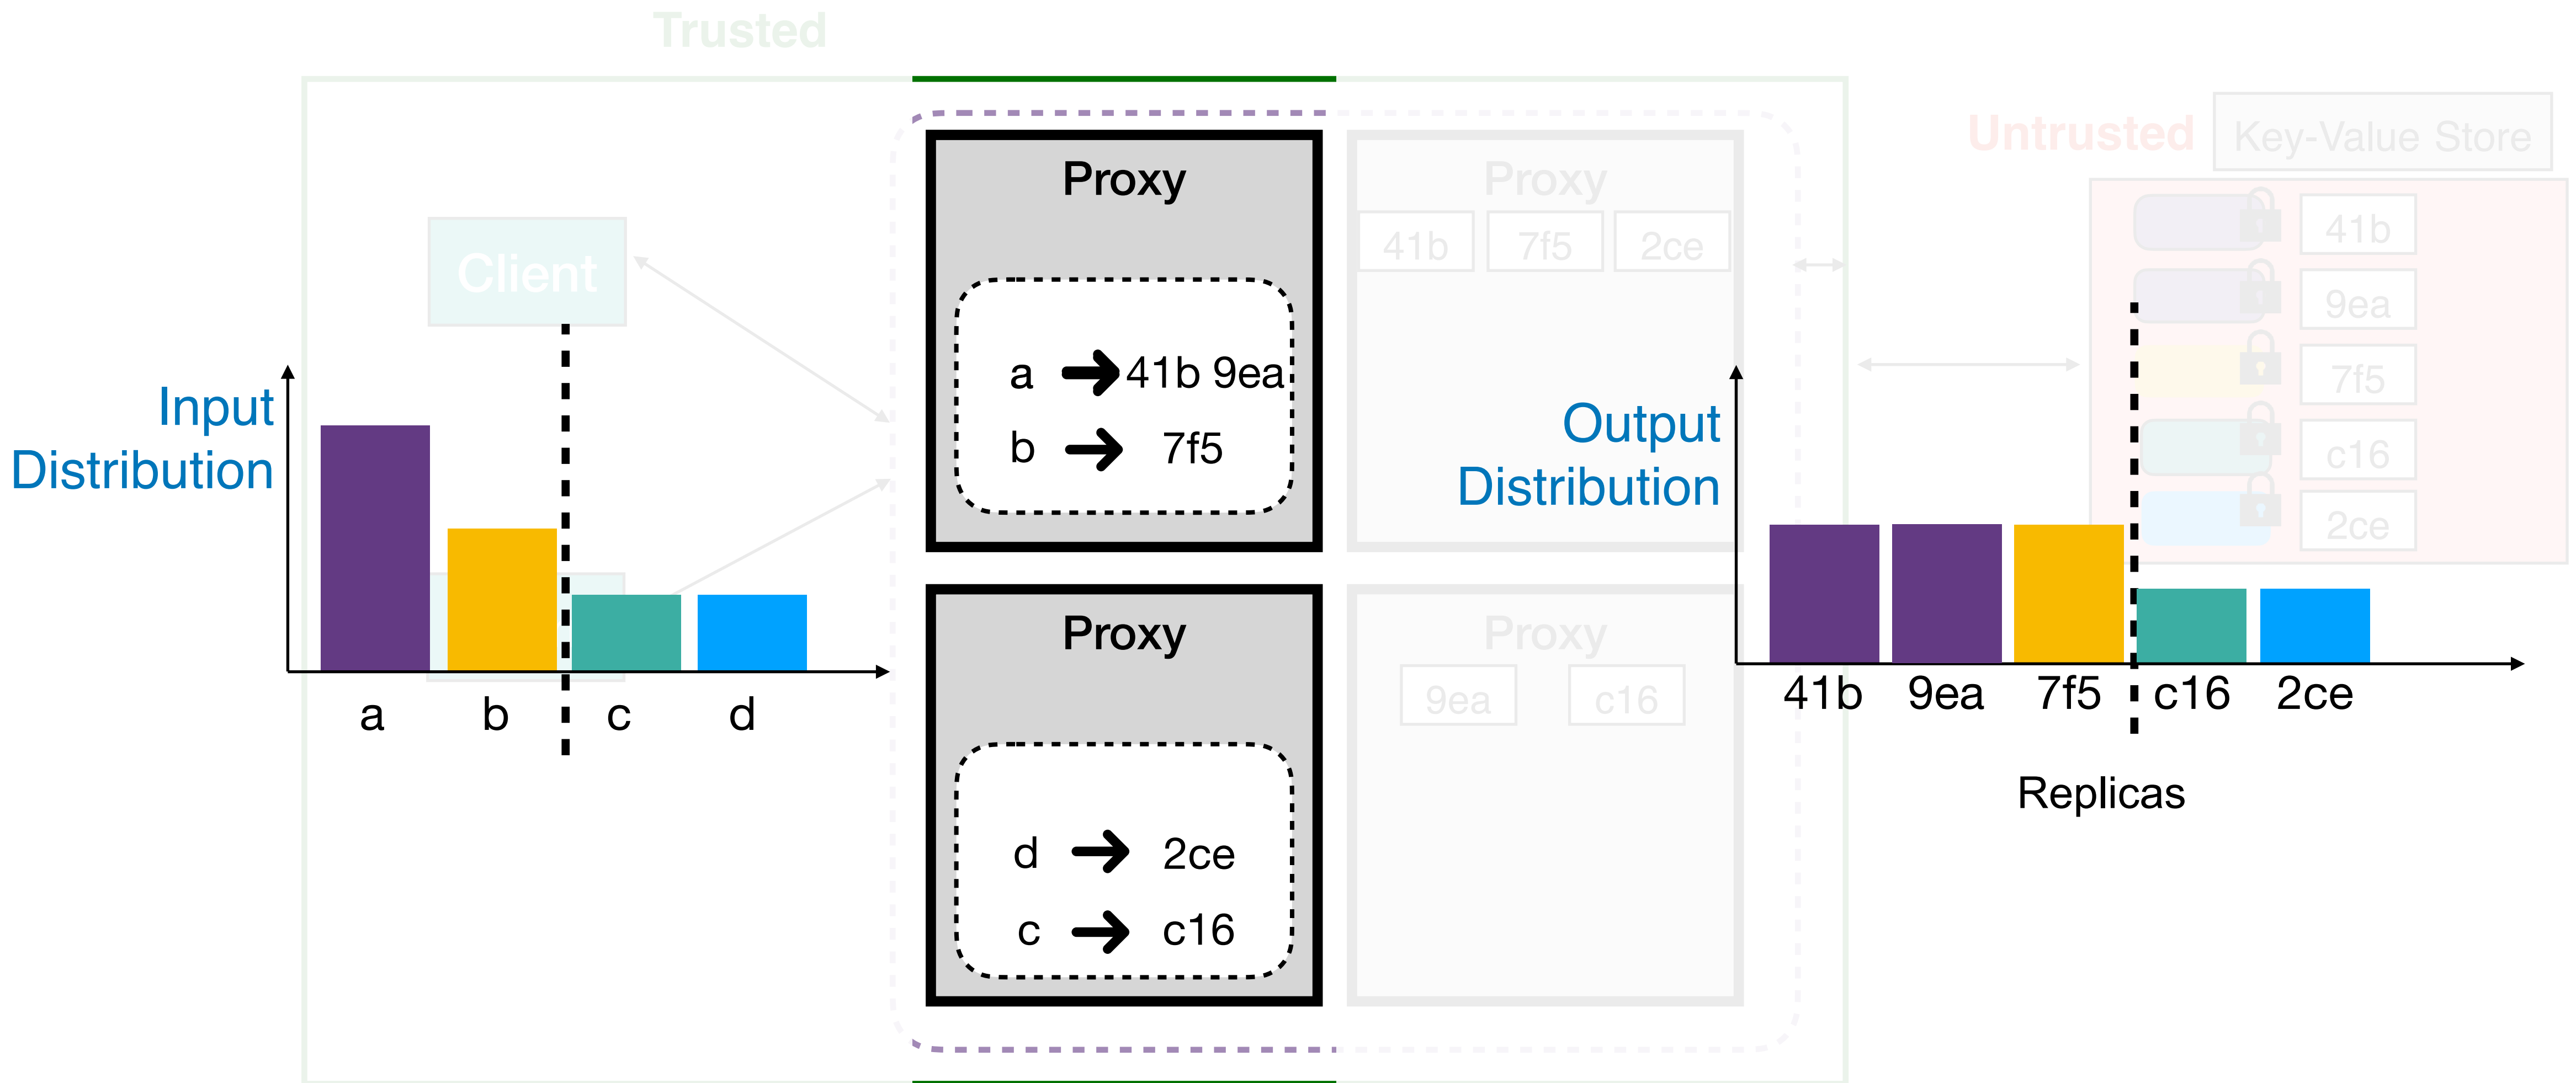 Trusted
Untrusted
Key-Value Store
Client
Proxy
a → 41b 9ea
b → 7f5
Proxy
41b 7f5 2ce
41b
9ea
7f5
c16
2ce
Input
Distribution
a b c d
Proxy
d → 2ce
c → c16
Proxy
9ea c16
Output
Distribution
41b 9ea 7f5 c16 2ce
Replicas